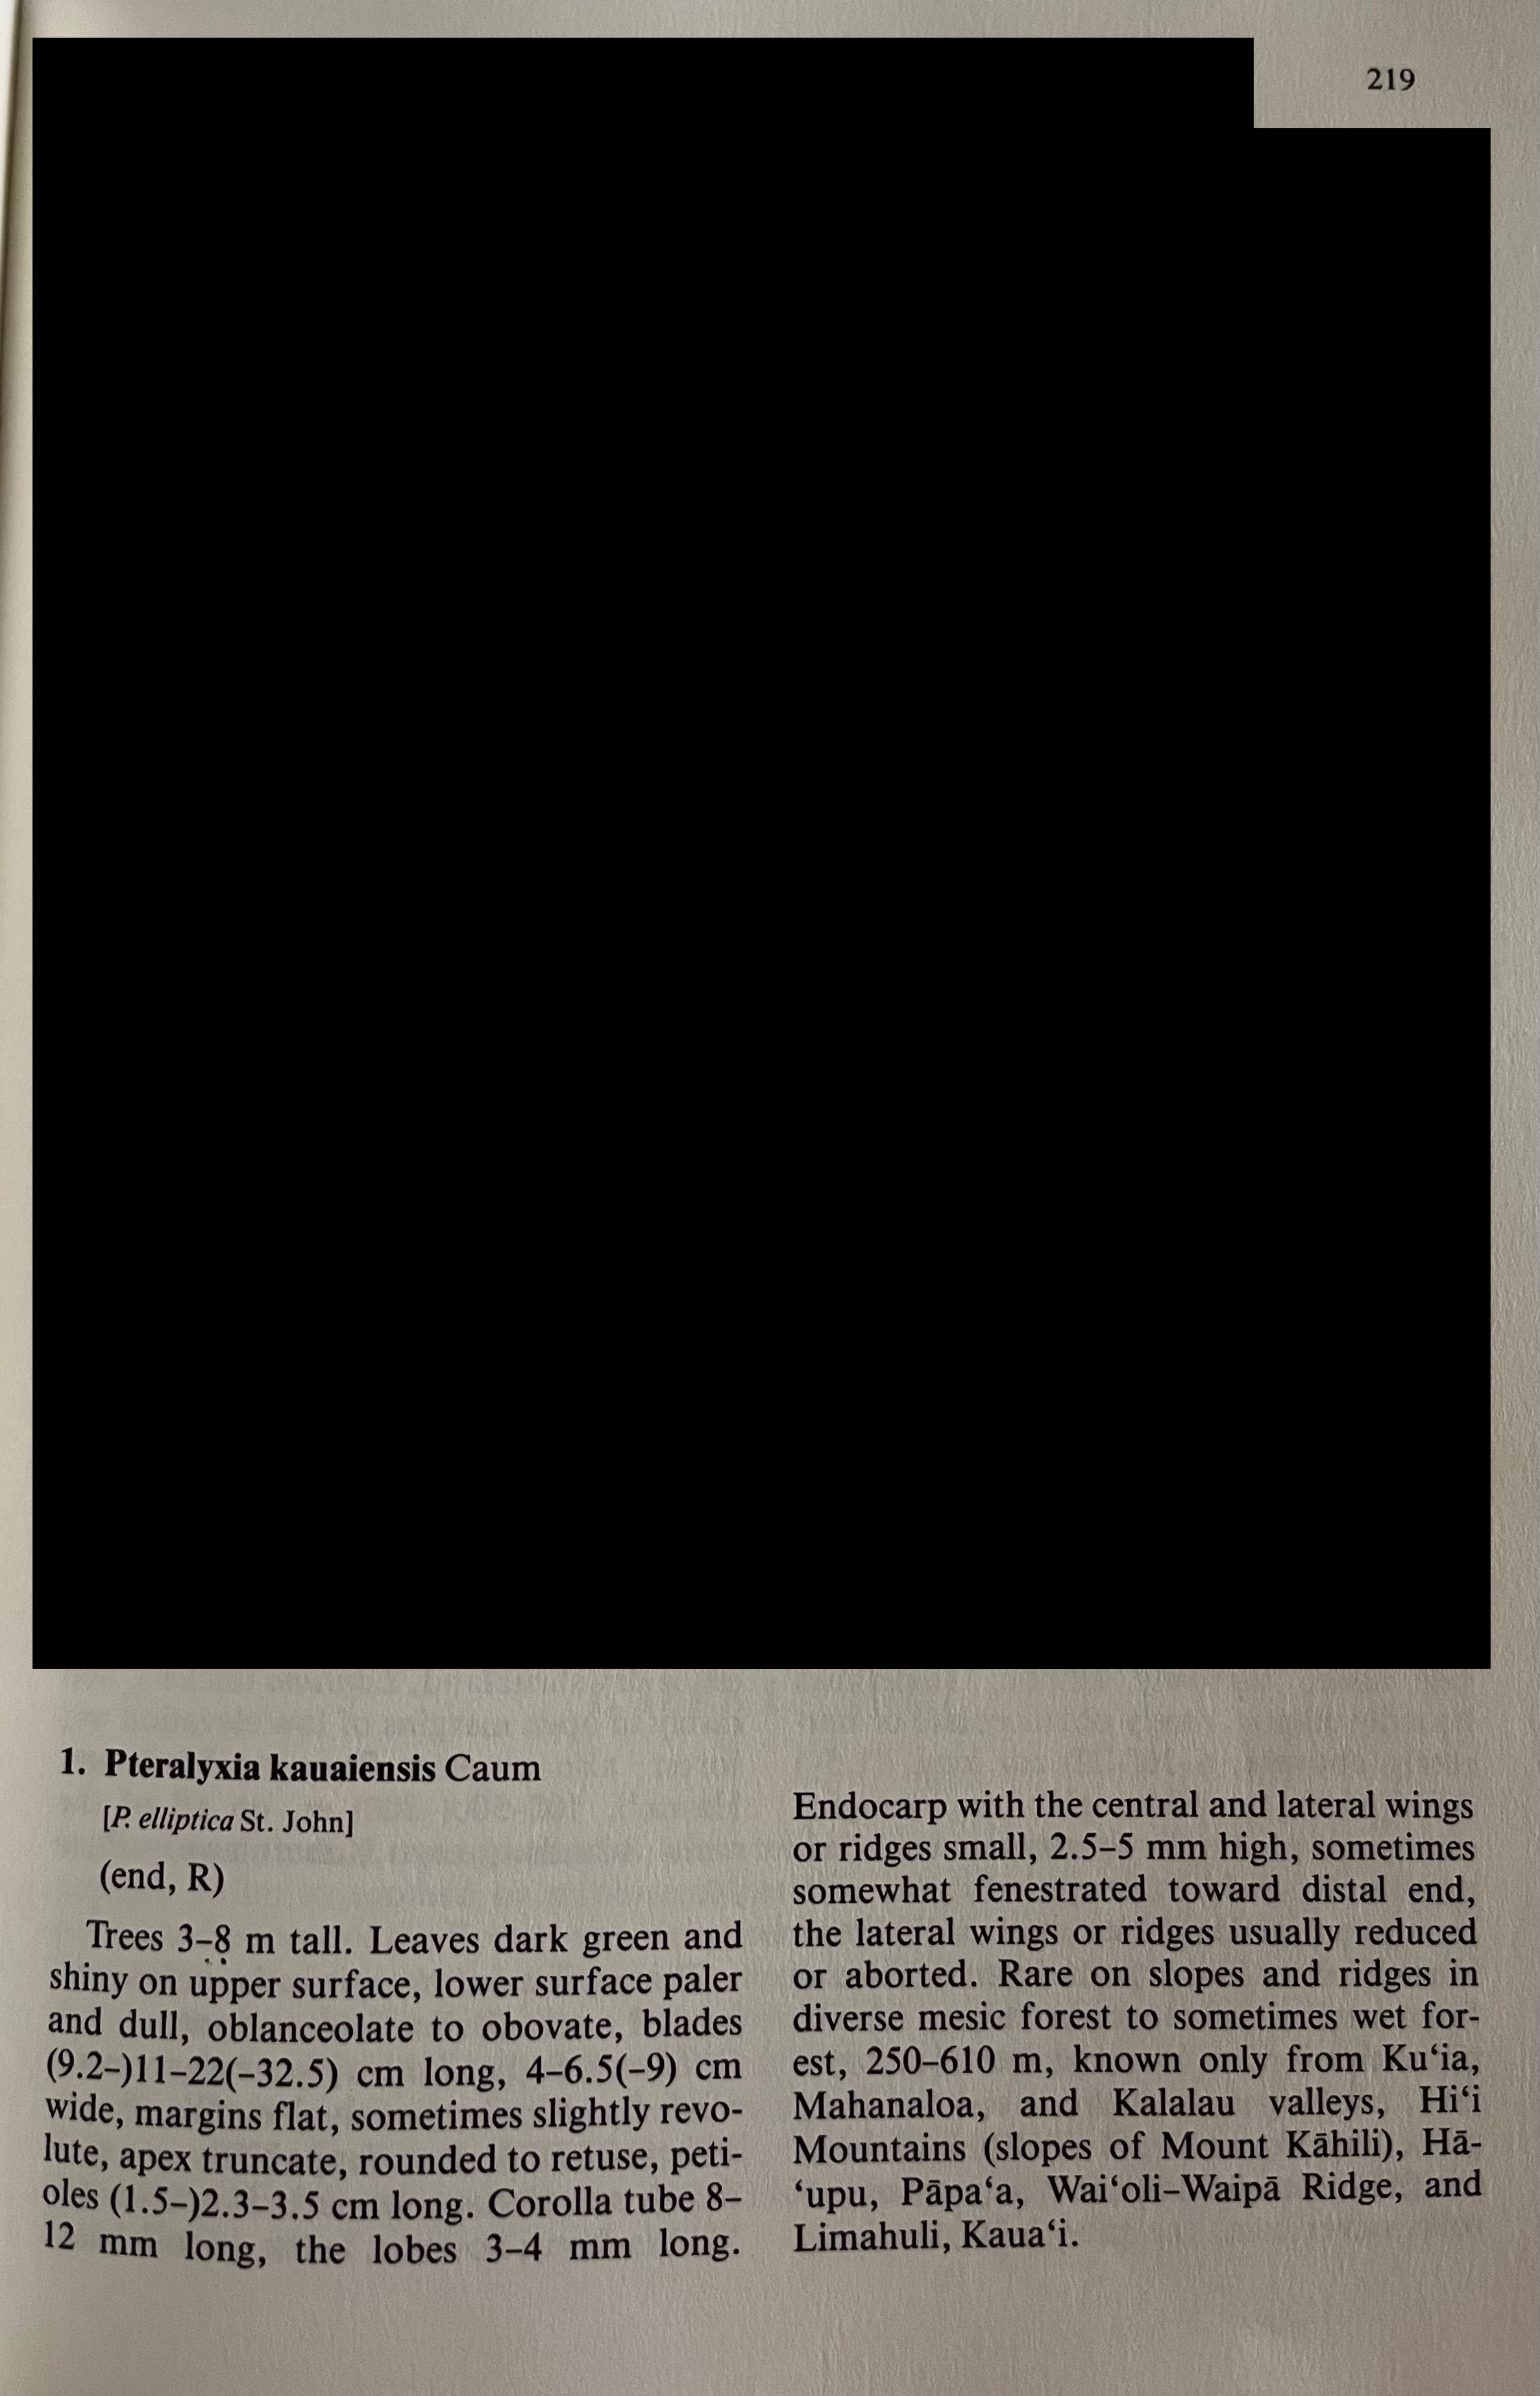 219
1. Pteralyxia kauaiensis Caum
[P. elliptica St. John]
(end, R)
Trees 3–8 m tall. Leaves dark green and
shiny on upper surface, lower surface paler
and dull, oblanceolate to obovate, blades
(9.2–)11–22(–32.5) cm long, 4–6.5(–9) cm
wide, margins flat, sometimes slightly revo-
lute, apex truncate, rounded to retuse, peti-
oles (1.5–)2.3–3.5 cm long. Corolla tube 8–
12 mm long, the lobes 3–4 mm long.
Endocarp with the central and lateral wings
or ridges small, 2.5–5 mm high, sometimes
somewhat fenestrated toward distal end,
the lateral wings or ridges usually reduced
or aborted. Rare on slopes and ridges in
diverse mesic forest to sometimes wet for-
est, 250–610 m, known only from Ku‘ia,
Mahanaloa, and Kalalau valleys, Hi‘i
Mountains (slopes of Mount Kāhili), Hā-
‘upu, Pāpa‘a, Wai‘oli–Waipā Ridge, and
Limahuli, Kaua‘i.